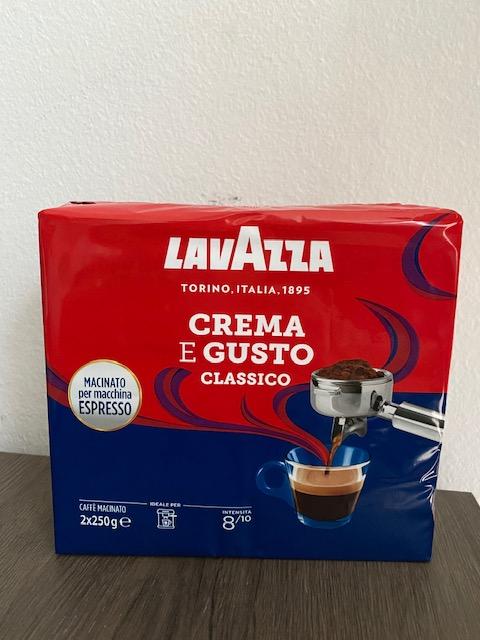 LAVAZZA
TORINO, ITALIA, 1895
CREMA
E GUSTO
CLASSICO
MACINATO
per macchina
ESPRESSO
CAFFÈ MACINATO
2x250g ℮
IDEALE PER
INTENSITÀ
8/10